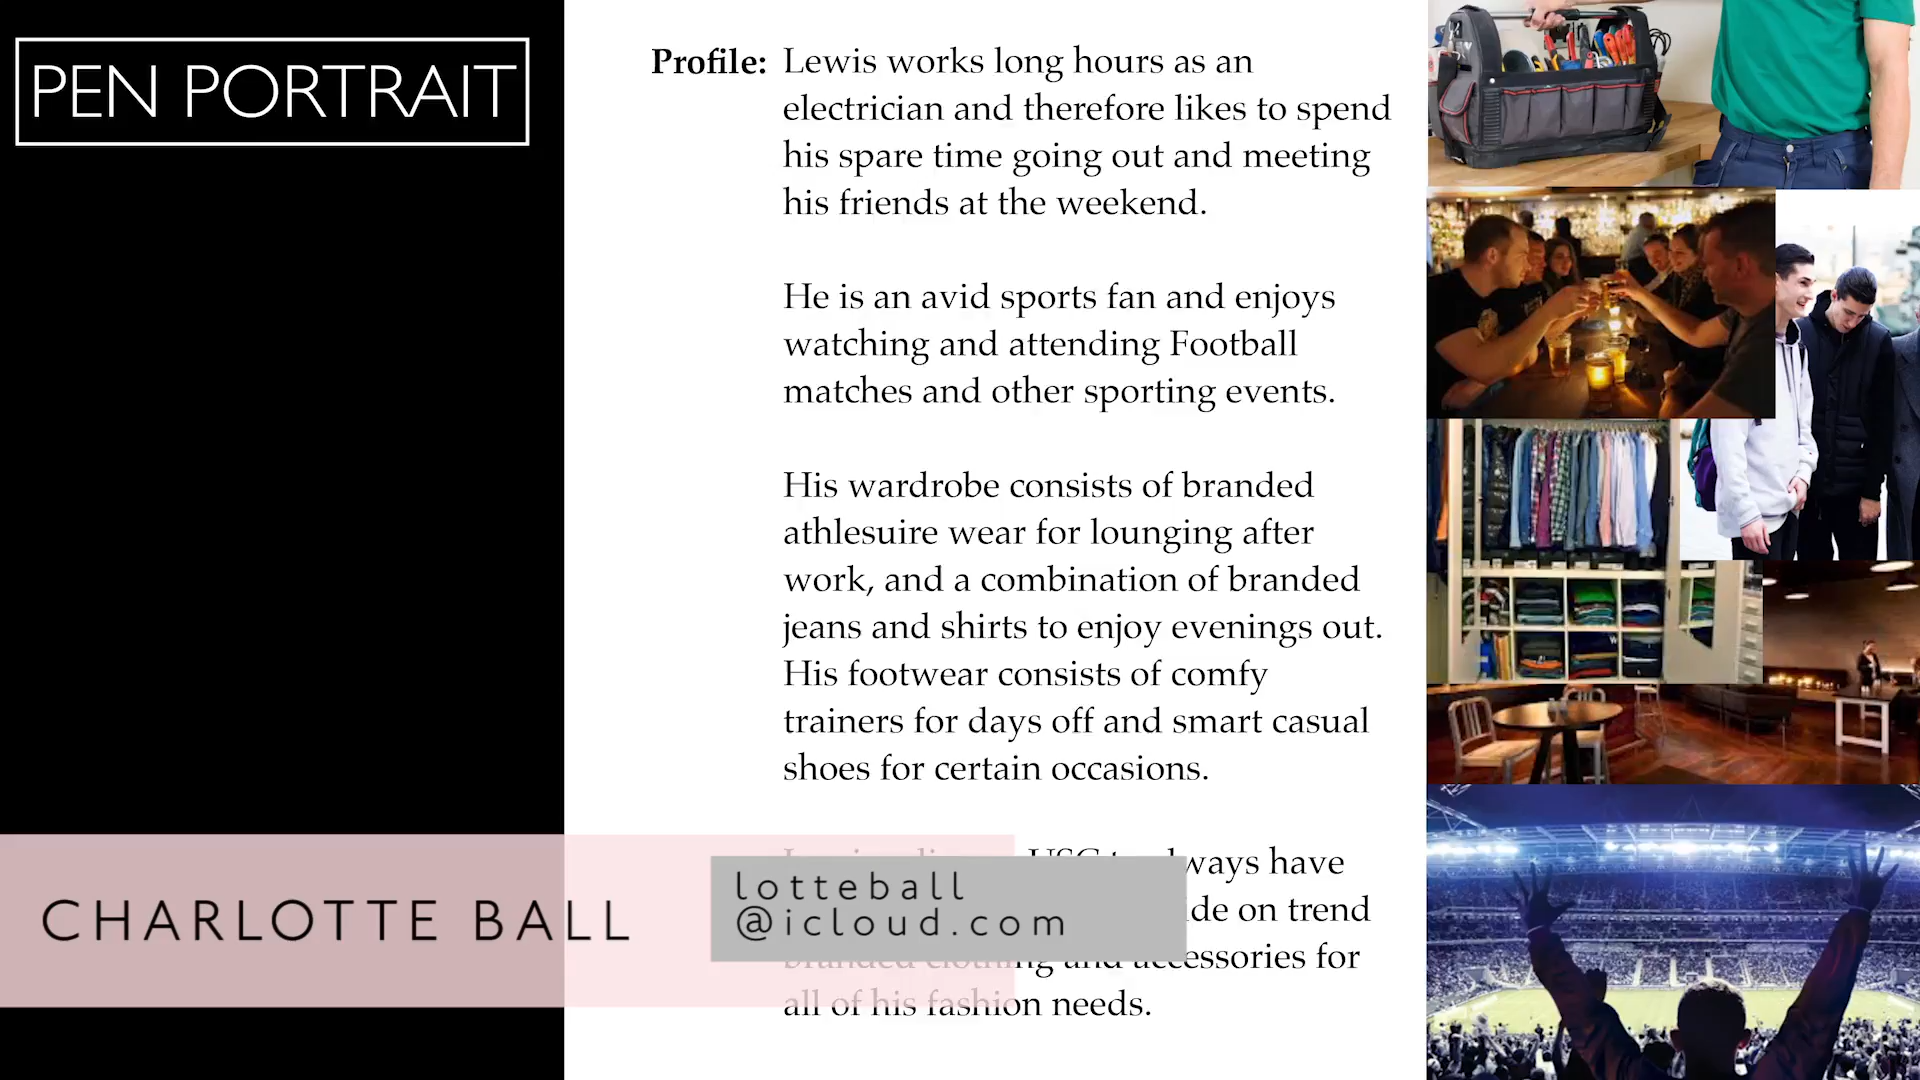 PEN PORTRAIT
Profile: Lewis works long hours as an
electrician and therefore likes to spend
his spare time going out and meeting
his friends at the weekend.
He is an avid sports fan and enjoys
watching and attending Football
matches and other sporting events.
His wardrobe consists of branded
athlesuire wear for lounging after
work, and a combination of branded
jeans and shirts to enjoy evenings out.
His footwear consists of comfy
trainers for days off and smart casual
shoes for certain occasions.
USC have
on trend
branded clothing and accessories for
all of his fashion needs.
CHARLOTTE BALL
lotteball
@icloud.com